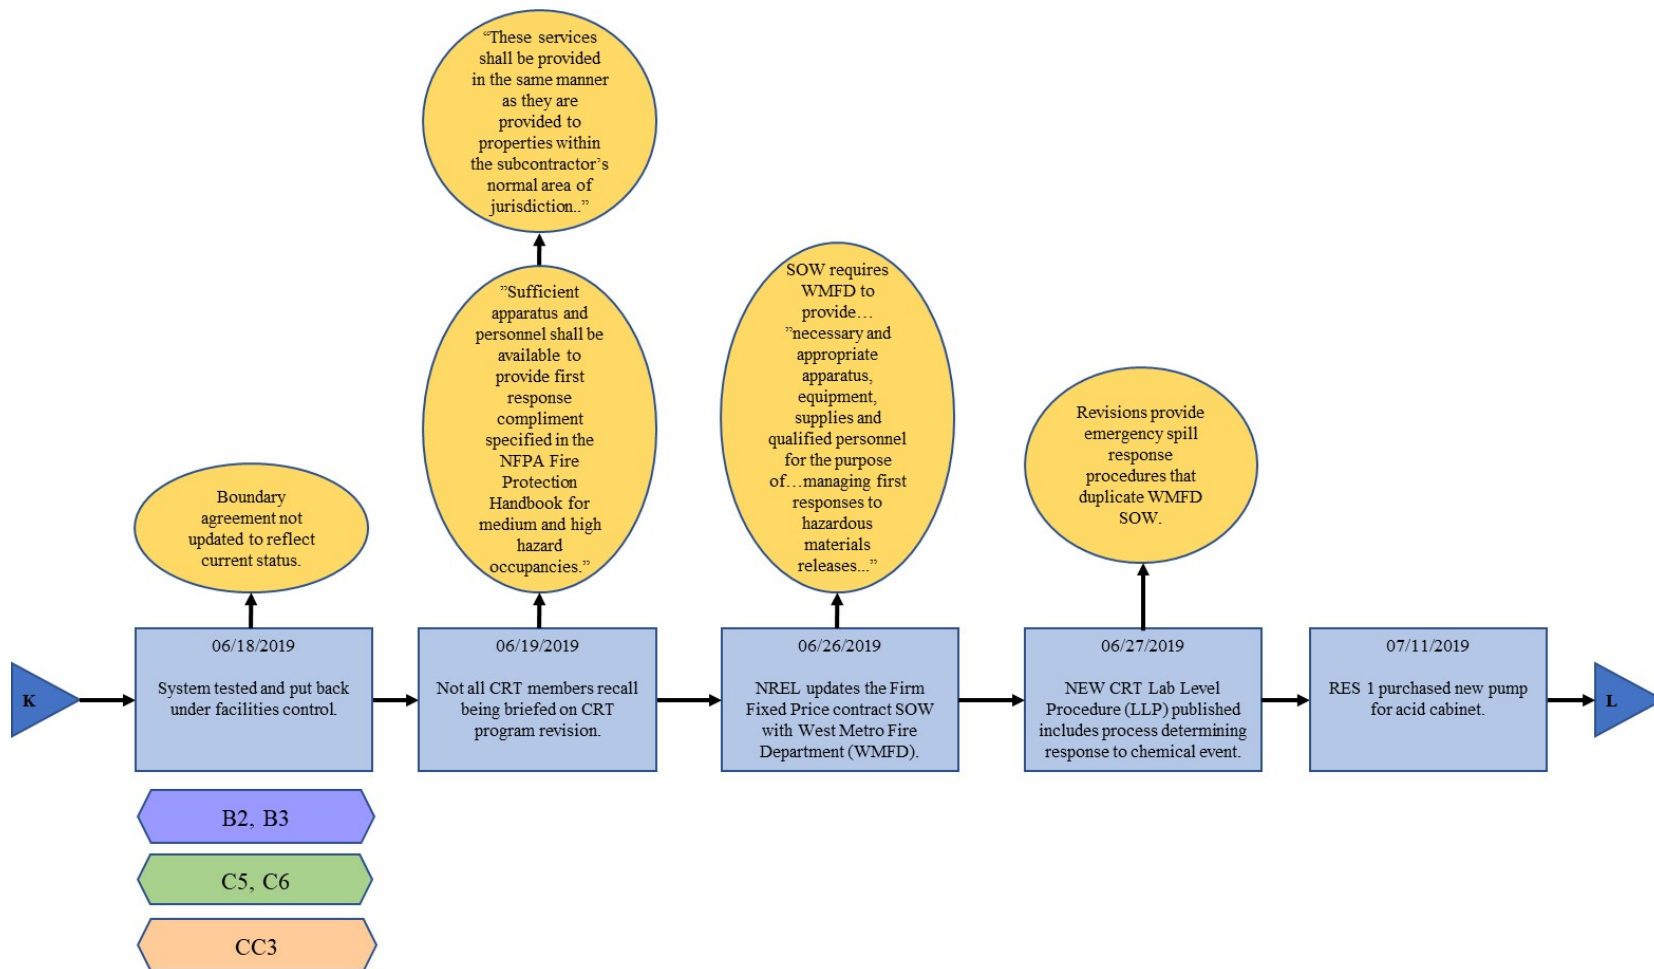 “These services
shall be provided
in the same manner
as they are
provided to
properties within
the subcontractor’s
normal area of
jurisdiction..”
”Sufficient
apparatus and
personnel shall be
available to
provide first
response
compliment
specified in the
NFPA Fire
Protection
Handbook for
medium and high
hazard
occupancies.”
SOW requires
WMFD to
provide…
”necessary and
appropriate
apparatus,
equipment,
supplies and
qualified personnel
for the purpose
of…managing first
responses to
hazardous
materials
releases...”
Revisions provide
emergency spill
response
procedures that
duplicate WMFD
SOW.
Boundary
agreement not
updated to reflect
current status.
K
06/18/2019
System tested and put back
under facilities control.
06/19/2019
Not all CRT members recall
being briefed on CRT
program revision.
06/26/2019
NREL updates the Firm
Fixed Price contract SOW
with West Metro Fire
Department (WMFD).
06/27/2019
NEW CRT Lab Level
Procedure (LLP) published
includes process determining
response to chemical event.
07/11/2019
RES 1 purchased new pump
for acid cabinet.
L
B2, B3
C5, C6
CC3